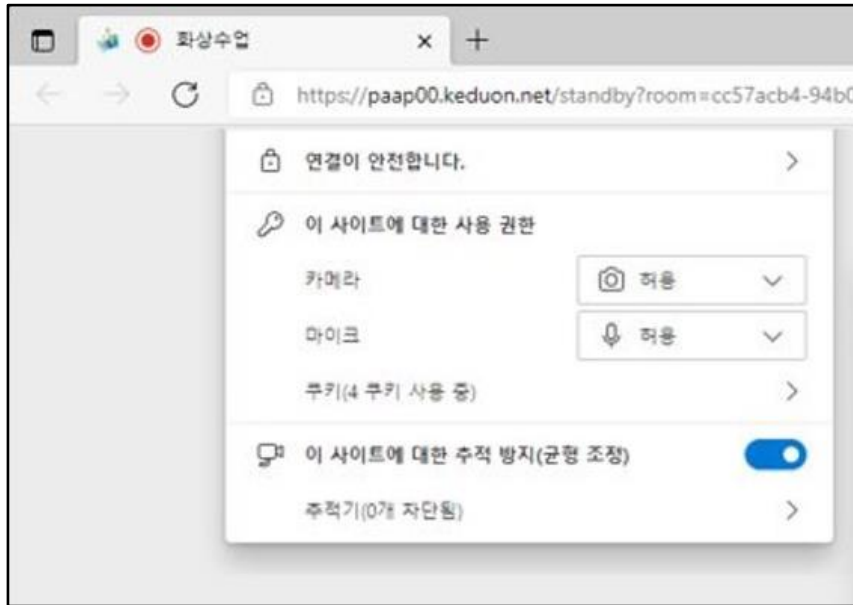 화상수업
https://paap00.keduon.net/standby?room=cc57acb4-94b0
연결이 안전합니다.
이 사이트에 대한 사용 권한
카메라
허용
마이크
허용
쿠키(4 쿠키 사용 중)
이 사이트에 대한 추적 방지(균형 조정)
추적기(0개 차단됨)